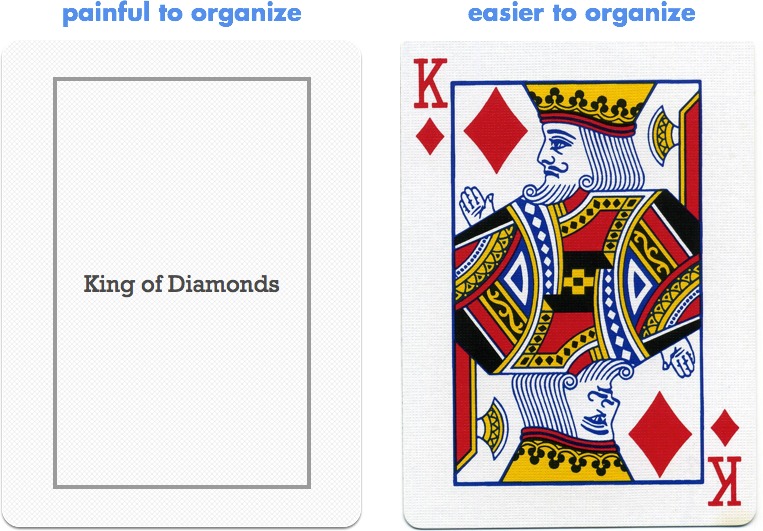 painful to organize
easier to organize
King of Diamonds
K
K